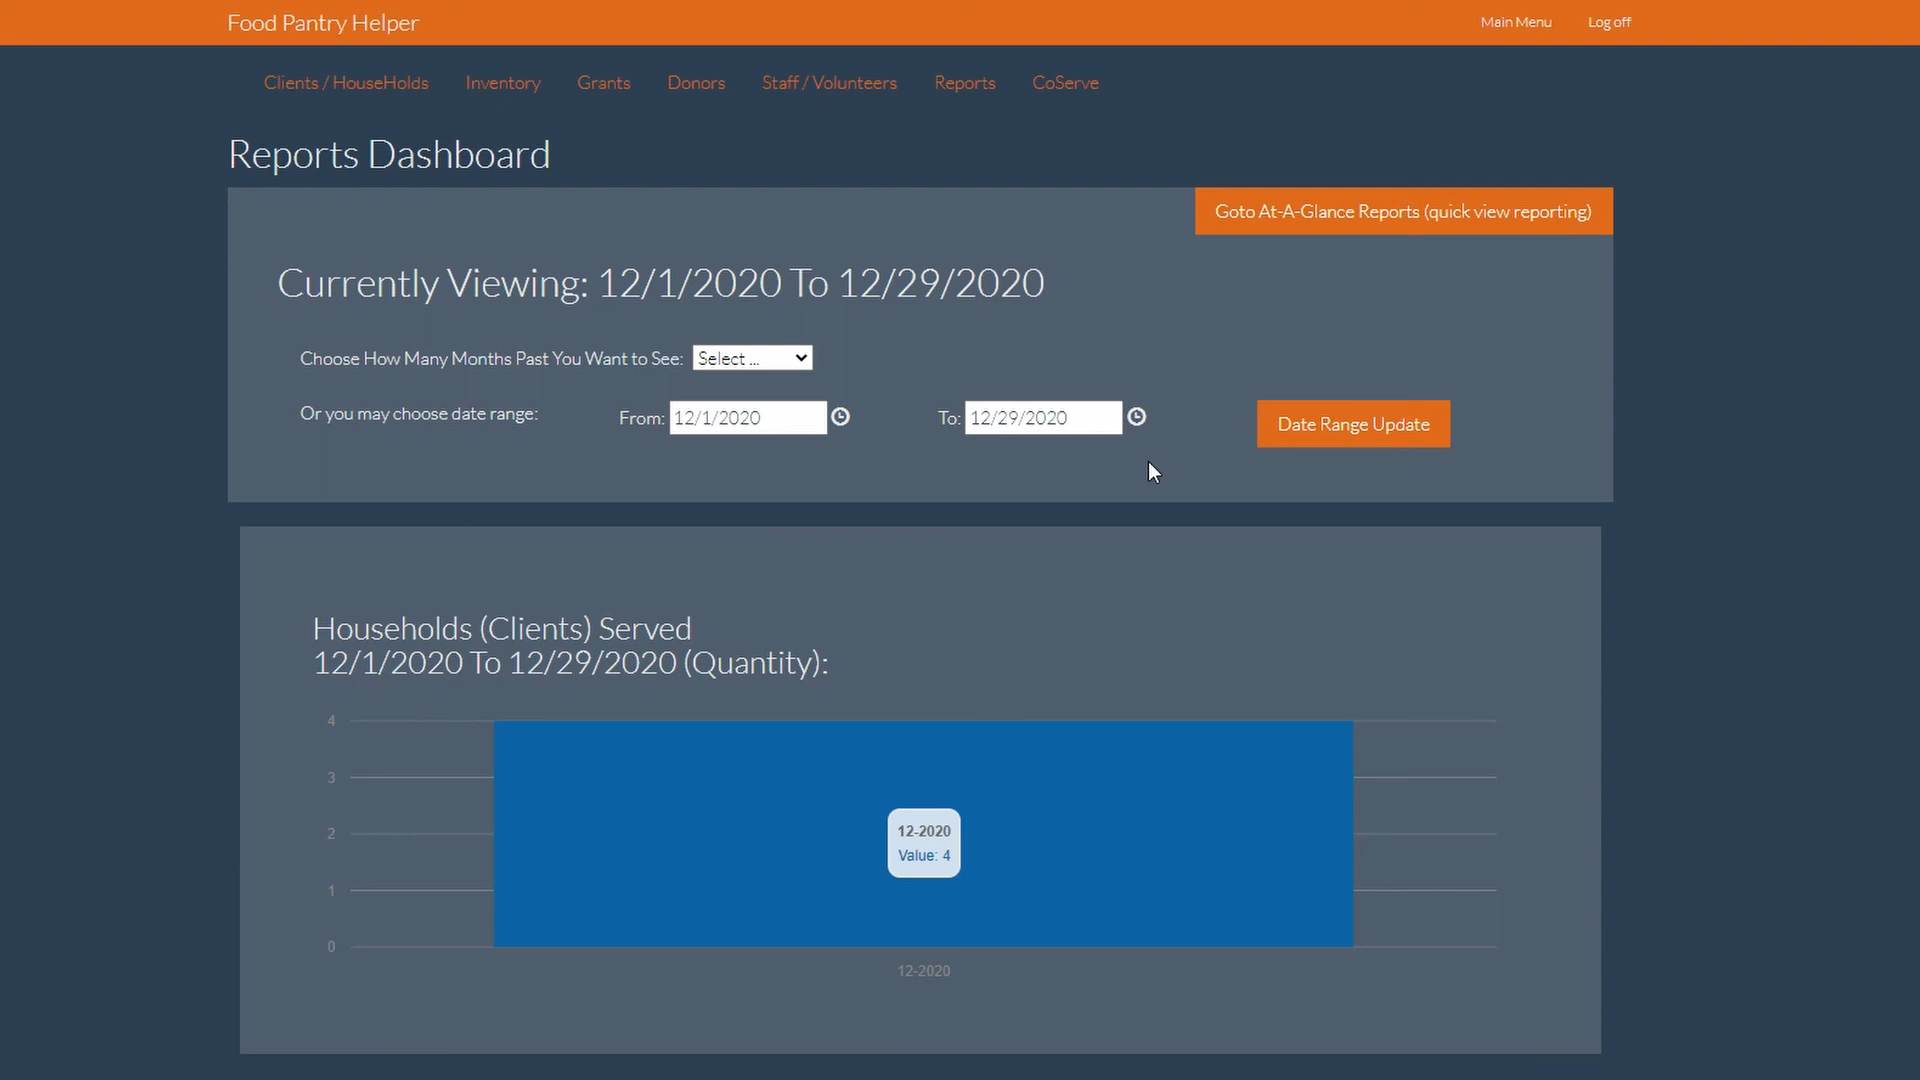 Food Pantry Helper
Main Menu
Log off
Clients / HouseHolds
Inventory
Grants
Donors
Staff / Volunteers
Reports
CoServe
Reports Dashboard
Goto At-A-Glance Reports (quick view reporting)
Currently Viewing: 12/1/2020 To 12/29/2020
Choose How Many Months Past You Want to See:
Select ...
Or you may choose date range:
From: 12/1/2020
To: 12/29/2020
Date Range Update
Households (Clients) Served
12/1/2020 To 12/29/2020 (Quantity):
4
3
2
1
0
12-2020
Value: 4
12-2020